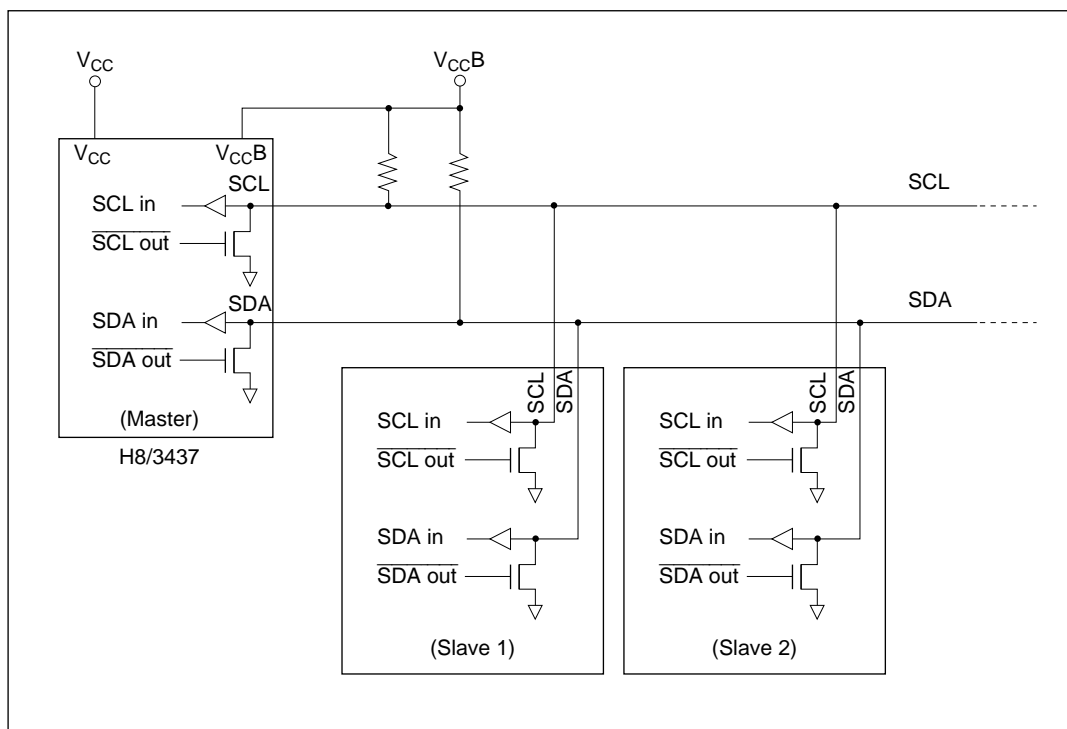 VCC
VCCB
VCC
VCCB
SCL
SCL in
SCL out
SDA
SDA in
SDA out
(Master)
H8/3437
SCL
SDA
SCL
SDA
SCL in
SCL out
SDA in
SDA out
(Slave 1)
SCL
SDA
SCL in
SCL out
SDA in
SDA out
(Slave 2)